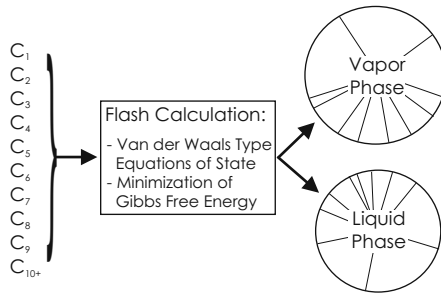 C1
C2
C3
C4
C5
C6
C7
C8
C9
C10+
Flash Calculation:
- Van der Waals Type
Equations of State
- Minimization of
Gibbs Free Energy
Vapor
Phase
Liquid
Phase